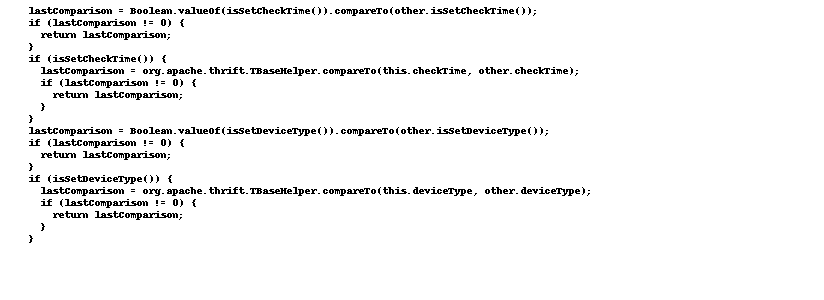 lastComparison = Boolean.valueOf(isSetCheckTime()).compareTo(other.isSetCheckTime());
if (lastComparison != 0) {
return lastComparison;
}
if (isSetCheckTime()) {
lastComparison = org.apache.thrift.TBaseHelper.compareTo(this.checkTime, other.checkTime);
if (lastComparison != 0) {
return lastComparison;
}
}
lastComparison = Boolean.valueOf(isSetDeviceType()).compareTo(other.isSetDeviceType());
if (lastComparison != 0) {
return lastComparison;
}
if (isSetDeviceType()) {
lastComparison = org.apache.thrift.TBaseHelper.compareTo(this.deviceType, other.deviceType);
if (lastComparison != 0) {
return lastComparison;
}
}